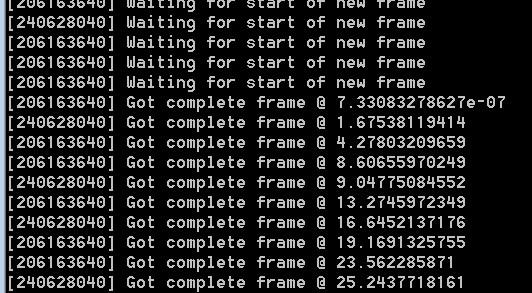 [206163640] Waiting for start of new frame
[240628040] Waiting for start of new frame
[206163640] Waiting for start of new frame
[206163640] Waiting for start of new frame
[206163640] Waiting for start of new frame
[206163640] Got complete frame @ 7.33083278627e-07
[240628040] Got complete frame @ 1.67538119414
[206163640] Got complete frame @ 4.27803209659
[206163640] Got complete frame @ 8.60655970249
[240628040] Got complete frame @ 9.04775084552
[206163640] Got complete frame @ 13.2745972349
[240628040] Got complete frame @ 16.6452137176
[206163640] Got complete frame @ 19.1691325755
[206163640] Got complete frame @ 23.562285871
[240628040] Got complete frame @ 25.2437718161